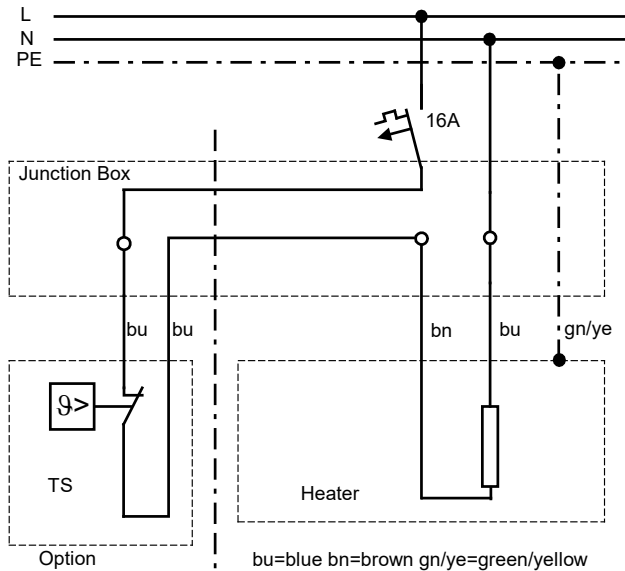 L
N
PE
16A
Junction Box
bu bu bn bu gn/ye
ϑ>
TS
Heater
Option
bu=blue bn=brown gn/ye=green/yellow